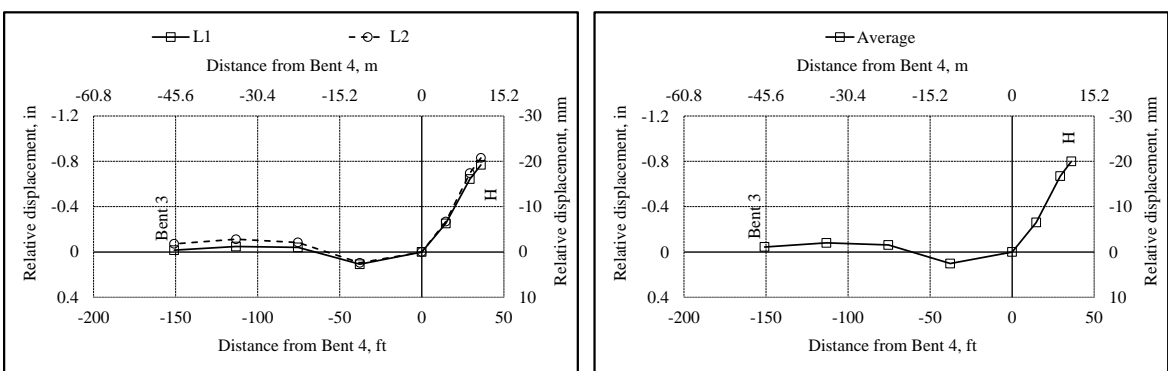 L1 L2
Distance from Bent 4, m
-60.8 -45.6 -30.4 -15.2 0 15.2
Relative displacement, in
-1.2 -30
-0.8 -20
-0.4 -10
0 0
0.4 10
Relative displacement, mm
Bent 3
H
-200 -150 -100 -50 0 50
Distance from Bent 4, ft
Average
Distance from Bent 4, m
-60.8 -45.6 -30.4 -15.2 0 15.2
Relative displacement, in
-1.2 -30
-0.8 -20
-0.4 -10
0 0
0.4 10
Relative displacement, mm
Bent 3
H
-200 -150 -100 -50 0 50
Distance from Bent 4, ft